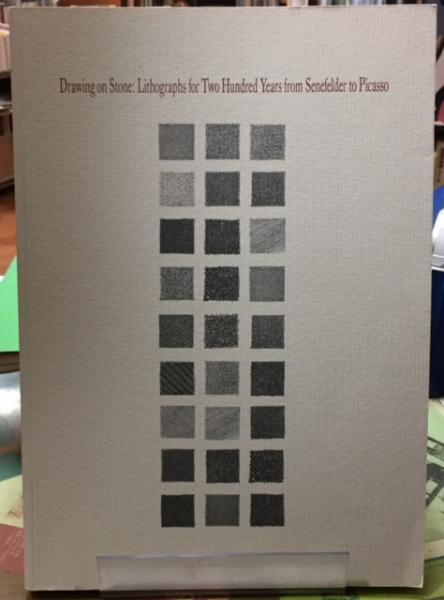 Drawing on Stone: Lithographs for Two Hundred Years from Senefelder to Picasso